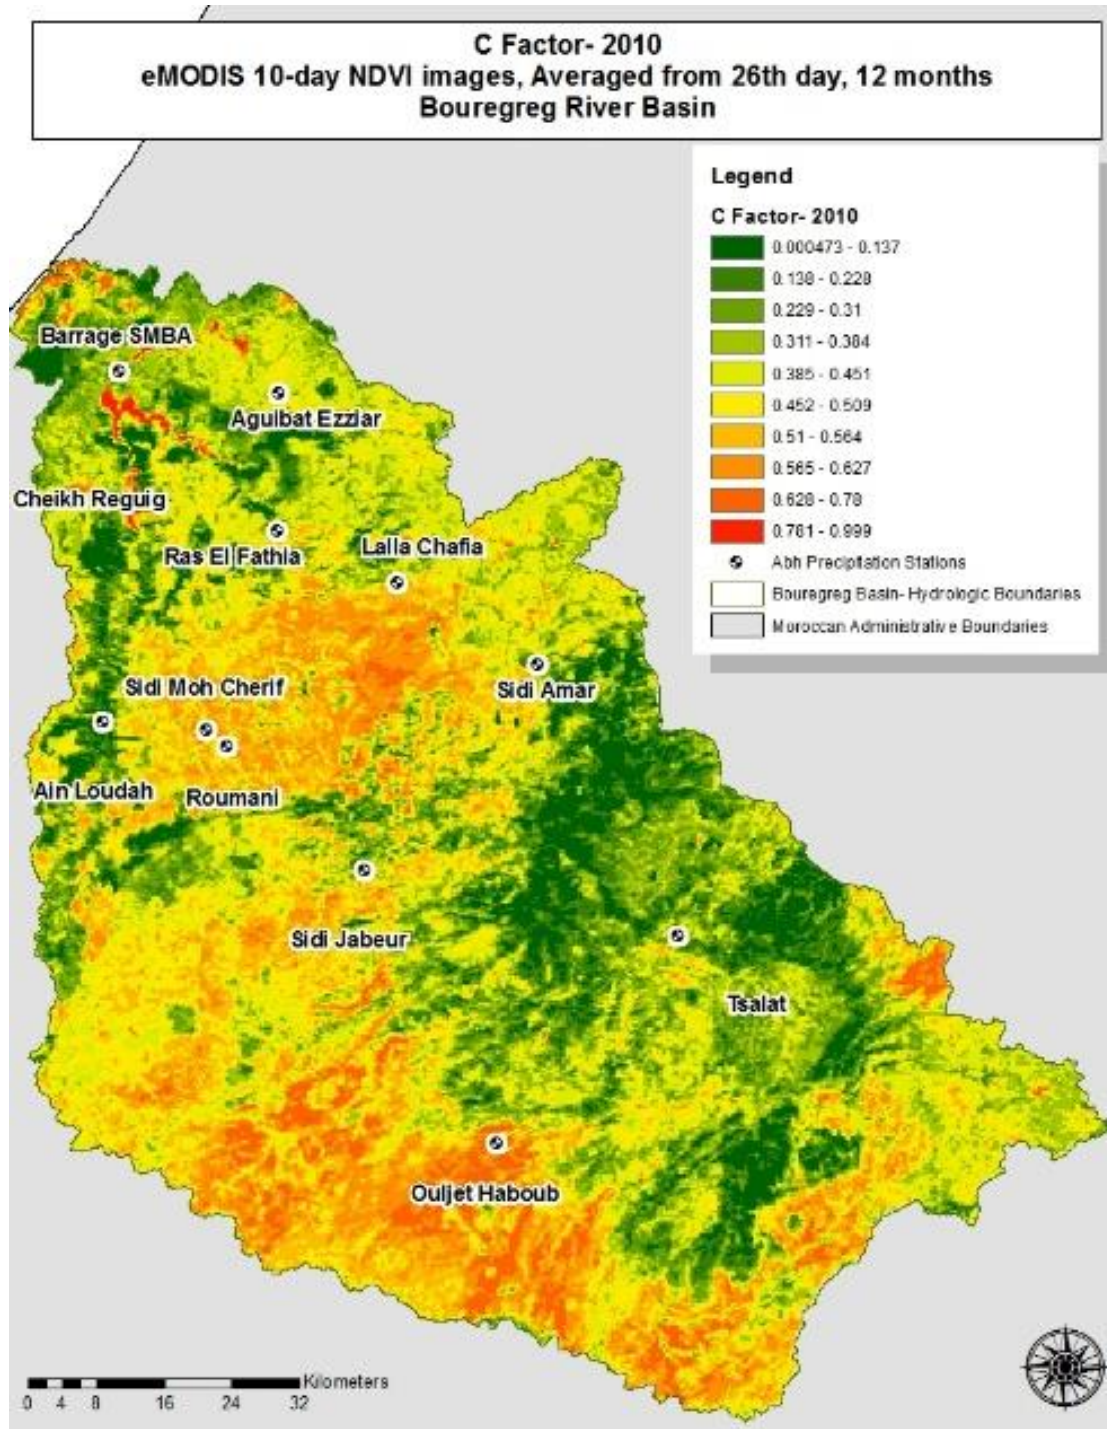 C Factor- 2010
eMODIS 10-day NDVI images, Averaged from 26th day, 12 months
Bouregreg River Basin
Legend
C Factor- 2010
0.000473 - 0.137
0.138 - 0.228
0.229 - 0.31
0.311 - 0.384
0.385 - 0.451
0.452 - 0.509
0.51 - 0.564
0.565 - 0.627
0.628 - 0.78
0.781 - 0.999
Abh Precipitation Stations
Bouregreg Basin- Hydrologic Boundaries
Moroccan Administrative Boundaries
Barrage SMBA
Aguibat Ezziar
Cheikh Reguig
Ras El Fathia
Lalla Chafia
Sidi Moh Cherif
Sidi Amar
Ain Loudah
Roumani
Sidi Jabeur
Tsalat
Ouljet Haboub
Kilometers
0 4 8 16 24 32